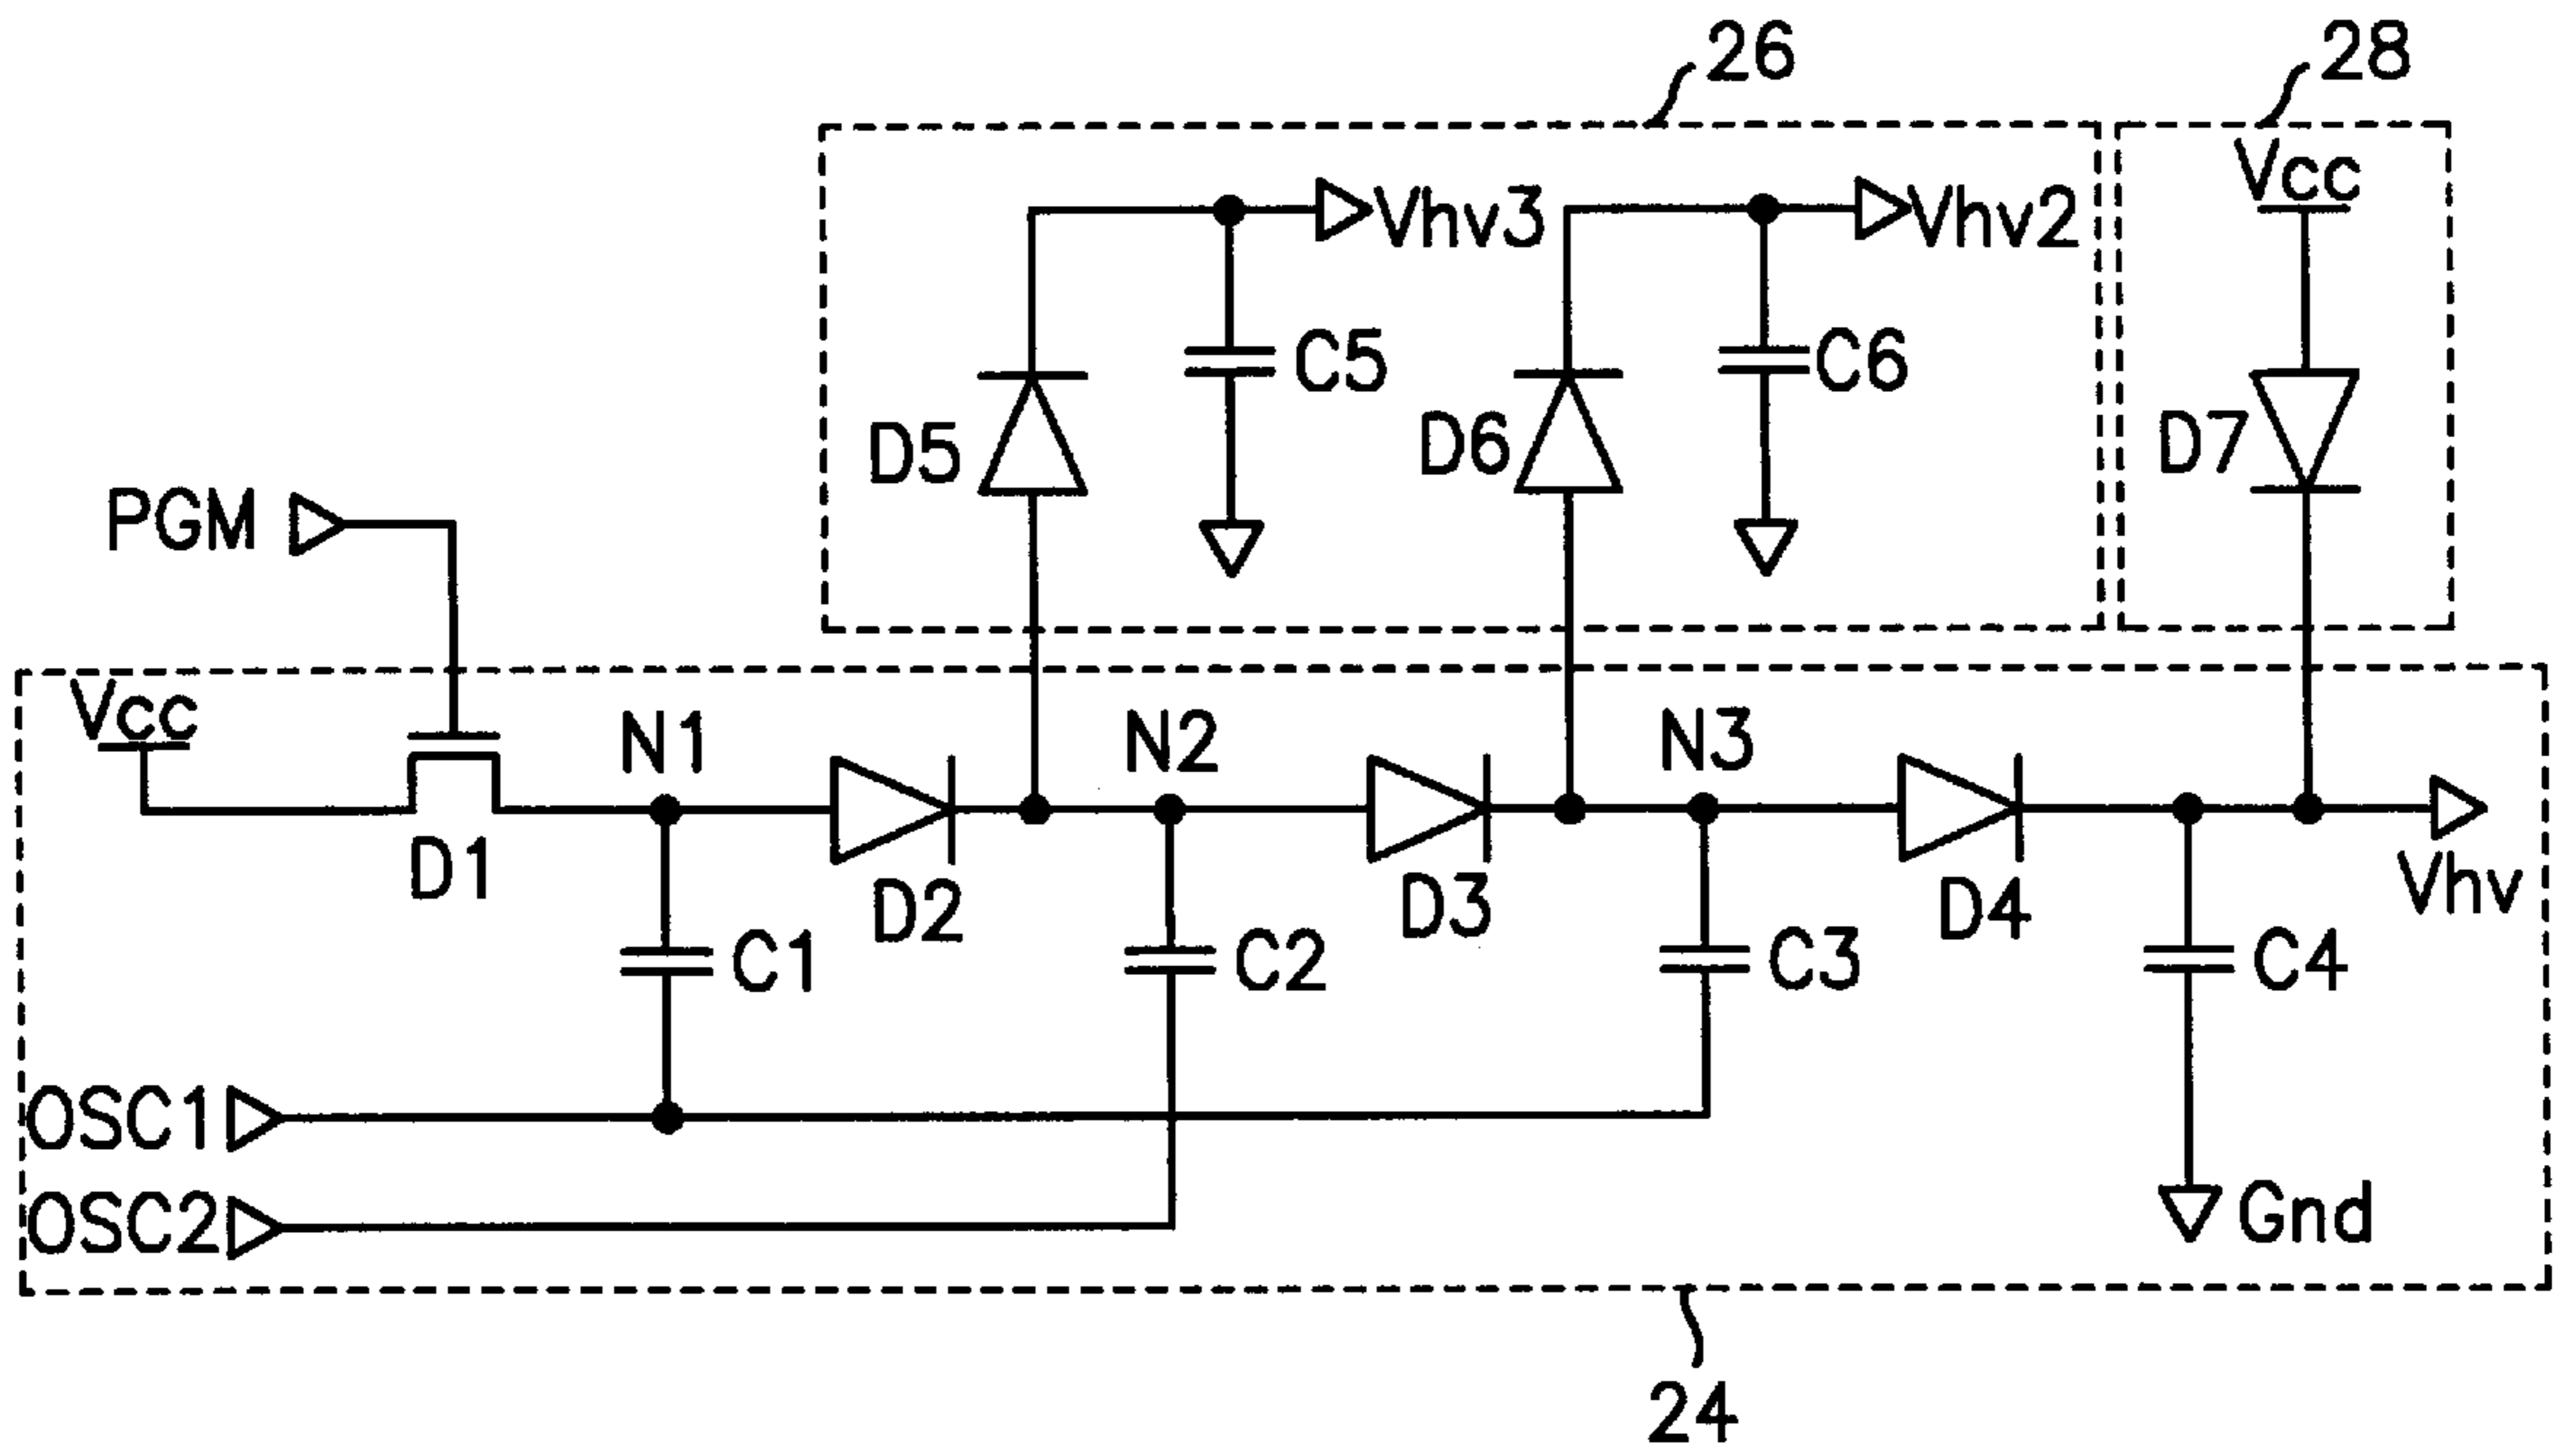 26
28
Vcc
Vhv3
Vhv2
C5
C6
D5
D6
D7
PGM
Vcc
N1
N2
N3
D1
D2
D3
D4
Vhv
C1
C2
C3
C4
OSC1
OSC2
Gnd
24